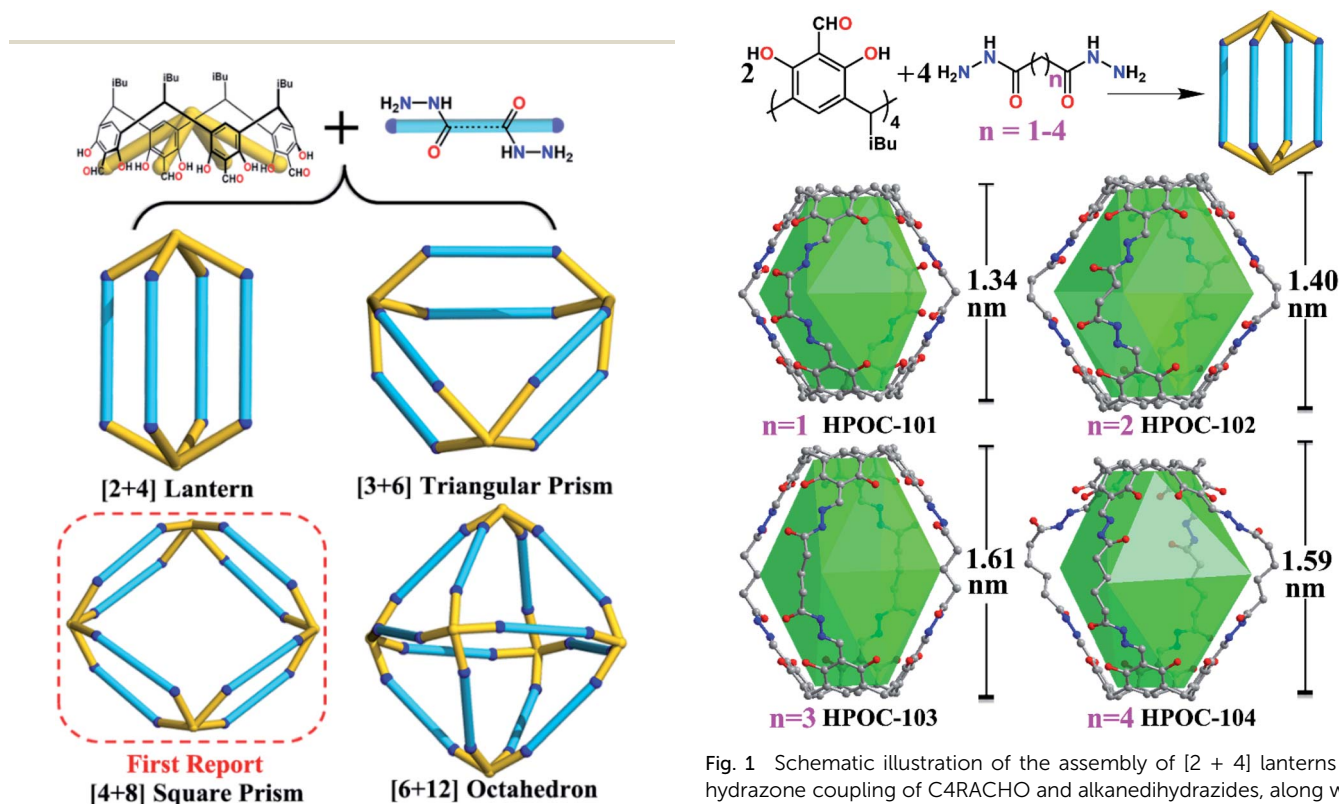 iBu iBu iBu iBu
HO OH
OHC HO OH HO OH HO OH CHO
CHO CHO
+
H₂N-NH
O O
HN-NH₂
[2+4] Lantern
[3+6] Triangular Prism
First Report
[4+8] Square Prism
[6+12] Octahedron
CHO
HO OH
2 +4 H₂N N H ( ) n H N NH₂
O O
4
iBu
n = 1-4
1.34 nm
1.40 nm
n=1 HPOC-101
n=2 HPOC-102
1.61 nm
1.59 nm
n=3 HPOC-103
n=4 HPOC-104
Fig. 1 Schematic illustration of the assembly of [2 + 4] lanterns
hydrazone coupling of C4RACHO and alkanedihydrazides, along w